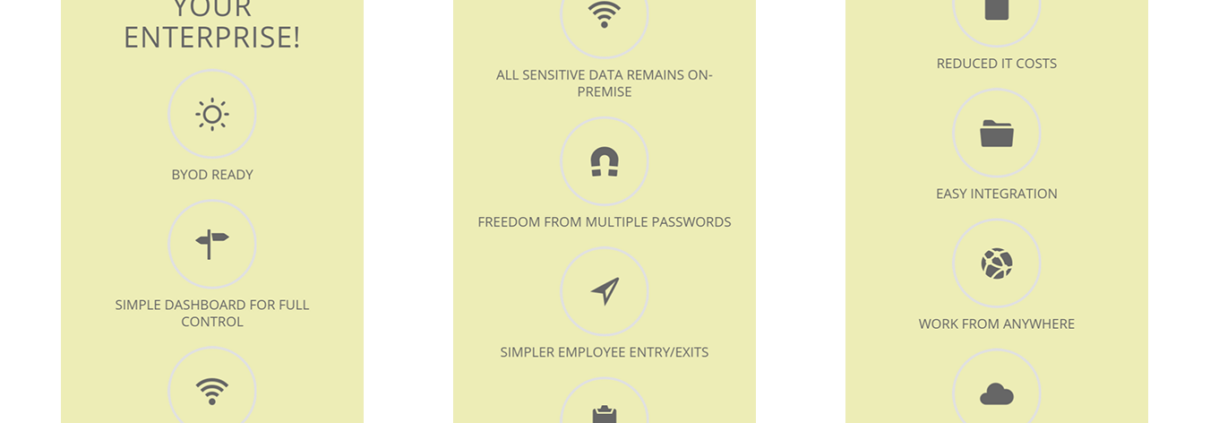 YOUR
ENTERPRISE!
BYOD READY
SIMPLE DASHBOARD FOR FULL
CONTROL
ALL SENSITIVE DATA REMAINS ON-
PREMISE
FREEDOM FROM MULTIPLE PASSWORDS
SIMPLER EMPLOYEE ENTRY/EXITS
REDUCED IT COSTS
EASY INTEGRATION
WORK FROM ANYWHERE